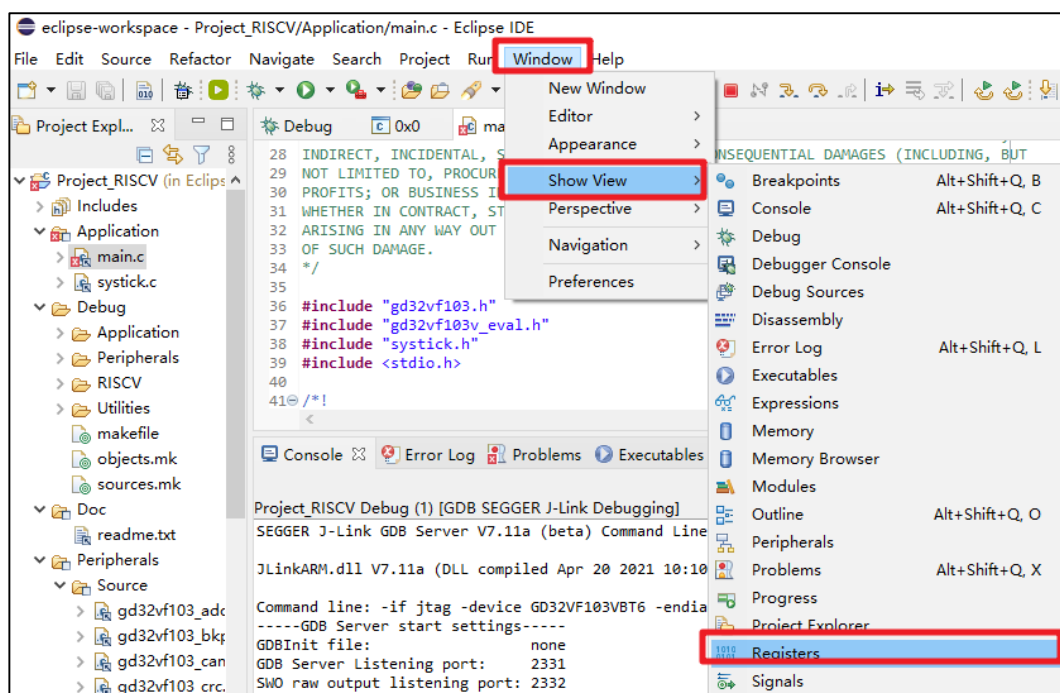 eclipse-workspace - Project_RISCV/Application/main.c - Eclipse IDE
File Edit Source Refactor Navigate Search Project Run Window Help
Project Expl...
Project_RISCV (in Eclips
Includes
Application
main.c
systick.c
Debug
Application
Peripherals
RISCV
Utilities
makefile
objects.mk
sources.mk
Doc
readme.txt
Peripherals
Source
gd32vf103_adc
gd32vf103_bkp
gd32vf103_can
gd32vf103_crc.
Debug 0x0 ma
28 INDIRECT, INCIDENTAL, S NSEQUENTIAL DAMAGES (INCLUDING, BUT
29 NOT LIMITED TO, PROCUR
30 PROFITS; OR BUSINESS I
31 WHETHER IN CONTRACT, ST
32 ARISING IN ANY WAY OUT
33 OF SUCH DAMAGE.
34 */
35
36 #include "gd32vf103.h"
37 #include "gd32vf103v_eval.h"
38 #include "systick.h"
39 #include <stdio.h>
40
41 /*!
New Window
Editor
Appearance
Show View
Perspective
Navigation
Preferences
Breakpoints Alt+Shift+Q, B
Console Alt+Shift+Q, C
Debug
Debugger Console
Debug Sources
Disassembly
Error Log Alt+Shift+Q, L
Executables
Expressions
Memory
Memory Browser
Modules
Outline Alt+Shift+Q, O
Peripherals
Problems Alt+Shift+Q, X
Progress
Project Explorer
Registers
Signals
Console Error Log Problems Executables
Project_RISCV Debug (1) [GDB SEGGER J-Link Debugging]
SEGGER J-Link GDB Server V7.11a (beta) Command Line
JLinkARM.dll V7.11a (DLL compiled Apr 20 2021 10:10
Command line: -if jtag -device GD32VF103VBT6 -endia
-----GDB Server start settings-----
GDBInit file: none
GDB Server Listening port: 2331
SWO raw output listening port: 2332